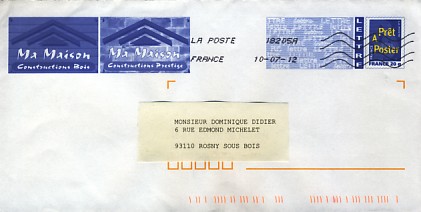 Ma Maison
Constructions Bois
Ma Maison
Constructions Prestige
LA POSTE 18205A
FRANCE 10-07-12
LETTRE
Prêt
A
Poster
FRANCE 20 g
MONSIEUR DOMINIQUE DIDIER
6 RUE EDMOND MICHELET
93110 ROSNY SOUS BOIS